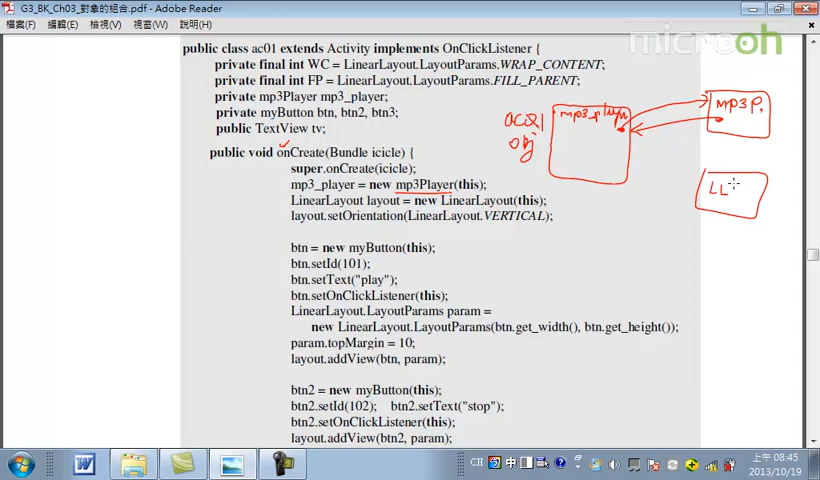 G3_BK_Ch03_對象的組合.pdf - Adobe Reader
檔案(F) 編輯(E) 檢視(V) 視窗(W) 說明(H)
microoh
public class ac01 extends Activity implements OnClickListener {
private final int WC = LinearLayout.LayoutParams.WRAP_CONTENT;
private final int FP = LinearLayout.LayoutParams.FILL_PARENT;
private mp3Player mp3_player;
private myButton btn, btn2, btn3;
public TextView tv;
public void onCreate(Bundle icicle) {
super.onCreate(icicle);
mp3_player = new mp3Player(this);
LinearLayout layout = new LinearLayout(this);
layout.setOrientation(LinearLayout.VERTICAL);
btn = new myButton(this);
btn.setId(101);
btn.setText("play");
btn.setOnClickListener(this);
LinearLayout.LayoutParams param =
new LinearLayout.LayoutParams(btn.get_width(), btn.get_height());
param.topMargin = 10;
layout.addView(btn, param);
btn2 = new myButton(this);
btn2.setId(102); btn2.setText("stop");
btn2.setOnClickListener(this);
layout.addView(btn2, param);
ac01
obj
mp3P.
LL
CH 中
上午 08:45
2013/10/19